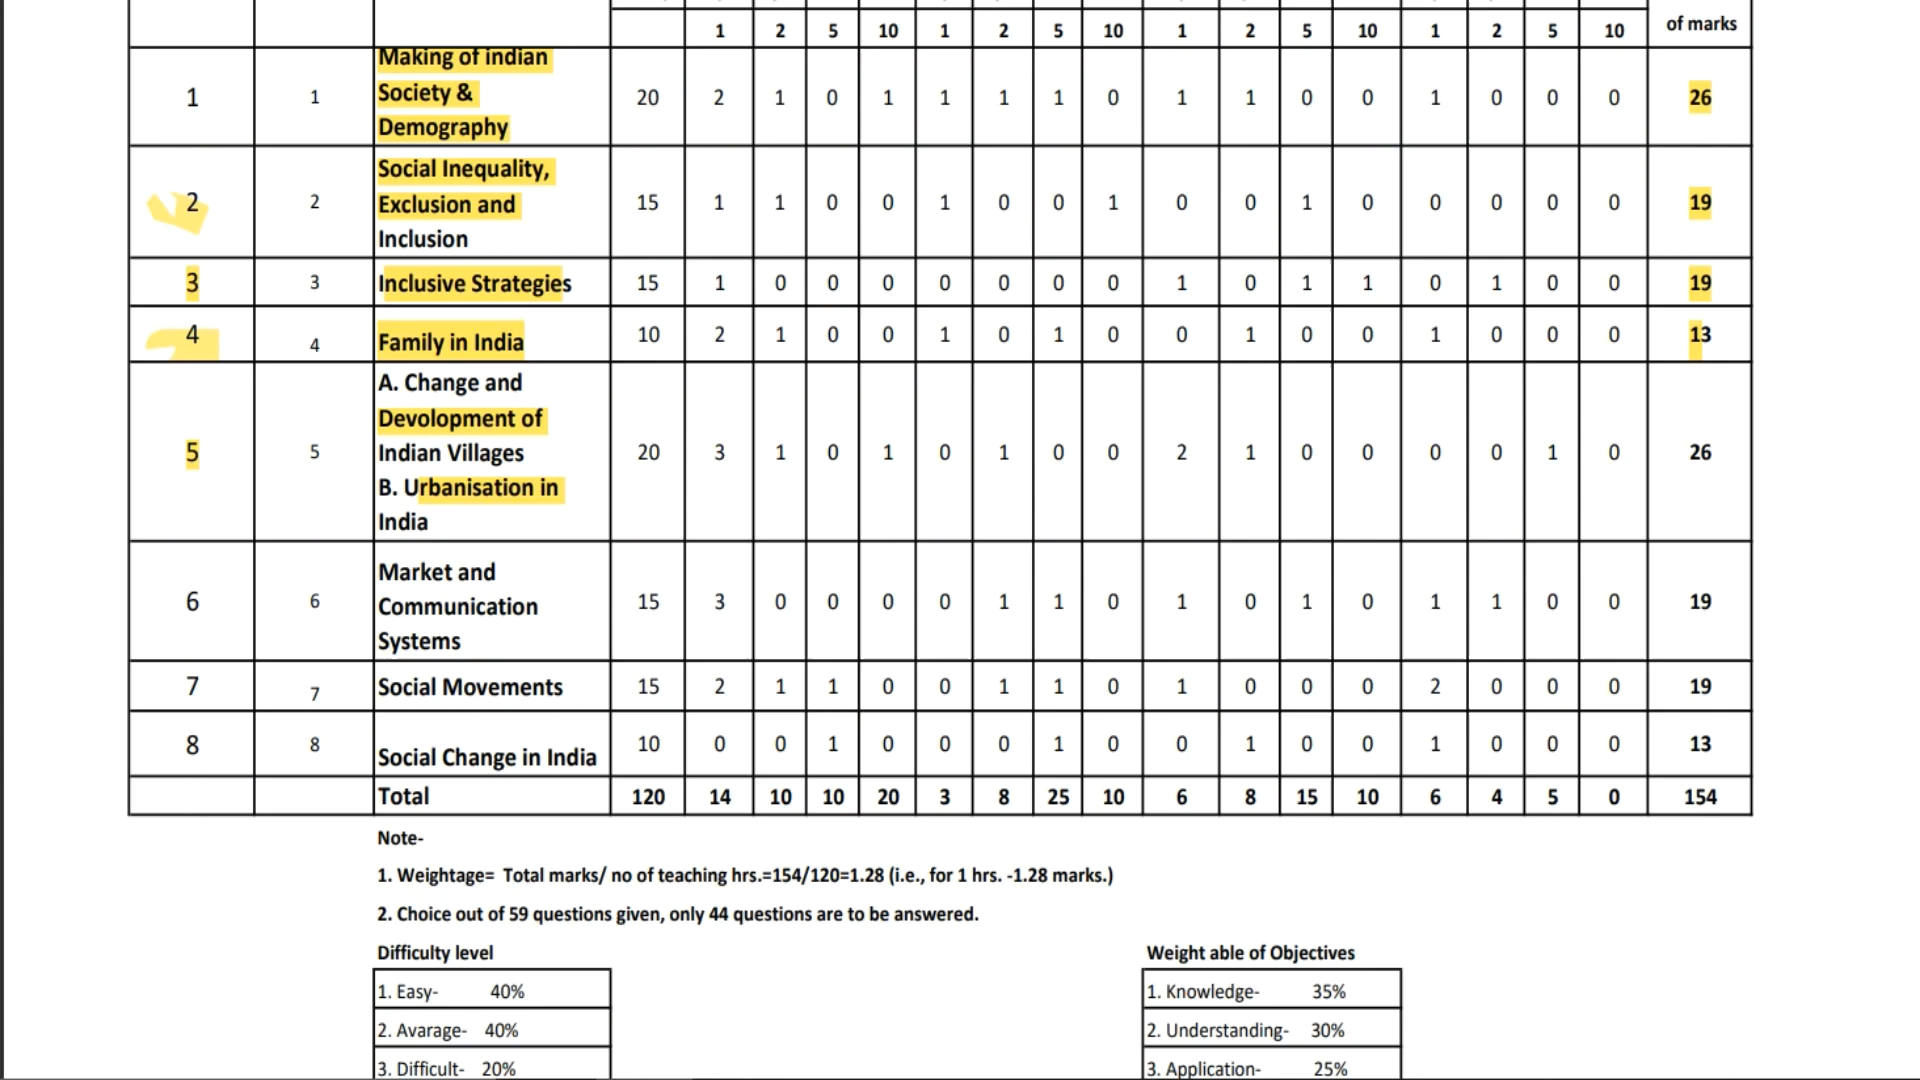 of marks
1 2 5 10 1 2 5 10 1 2 5 10 1 2 5 10
Making of indian
Society &
Demography
1 1 20 2 1 0 1 1 1 1 0 1 1 0 0 1 0 0 0 26
Social Inequality,
Exclusion and
Inclusion
2 2 15 1 1 0 0 1 0 0 1 0 0 1 0 0 0 0 0 19
3 3 Inclusive Strategies 15 1 0 0 0 0 0 0 0 1 0 1 1 0 1 0 0 19
4 4 Family in India 10 2 1 0 0 1 0 1 0 0 1 0 0 1 0 0 0 13
A. Change and
Devolopment of
Indian Villages
B. Urbanisation in
India
5 5 20 3 1 0 1 0 1 0 0 2 1 0 0 0 0 1 0 26
Market and
Communication
Systems
6 6 15 3 0 0 0 0 1 1 0 1 0 1 0 1 1 0 0 19
7 7 Social Movements 15 2 1 1 0 0 1 1 0 1 0 0 0 2 0 0 0 19
8 8 Social Change in India 10 0 0 1 0 0 0 1 0 0 1 0 0 1 0 0 0 13
Total 120 14 10 10 20 3 8 25 10 6 8 15 10 6 4 5 0 154
Note-
1. Weightage= Total marks/ no of teaching hrs.=154/120=1.28 (i.e., for 1 hrs. -1.28 marks.)
2. Choice out of 59 questions given, only 44 questions are to be answered.
Difficulty level
1. Easy- 40%
2. Avarage- 40%
3. Difficult- 20%
Weight able of Objectives
1. Knowledge- 35%
2. Understanding- 30%
3. Application- 25%